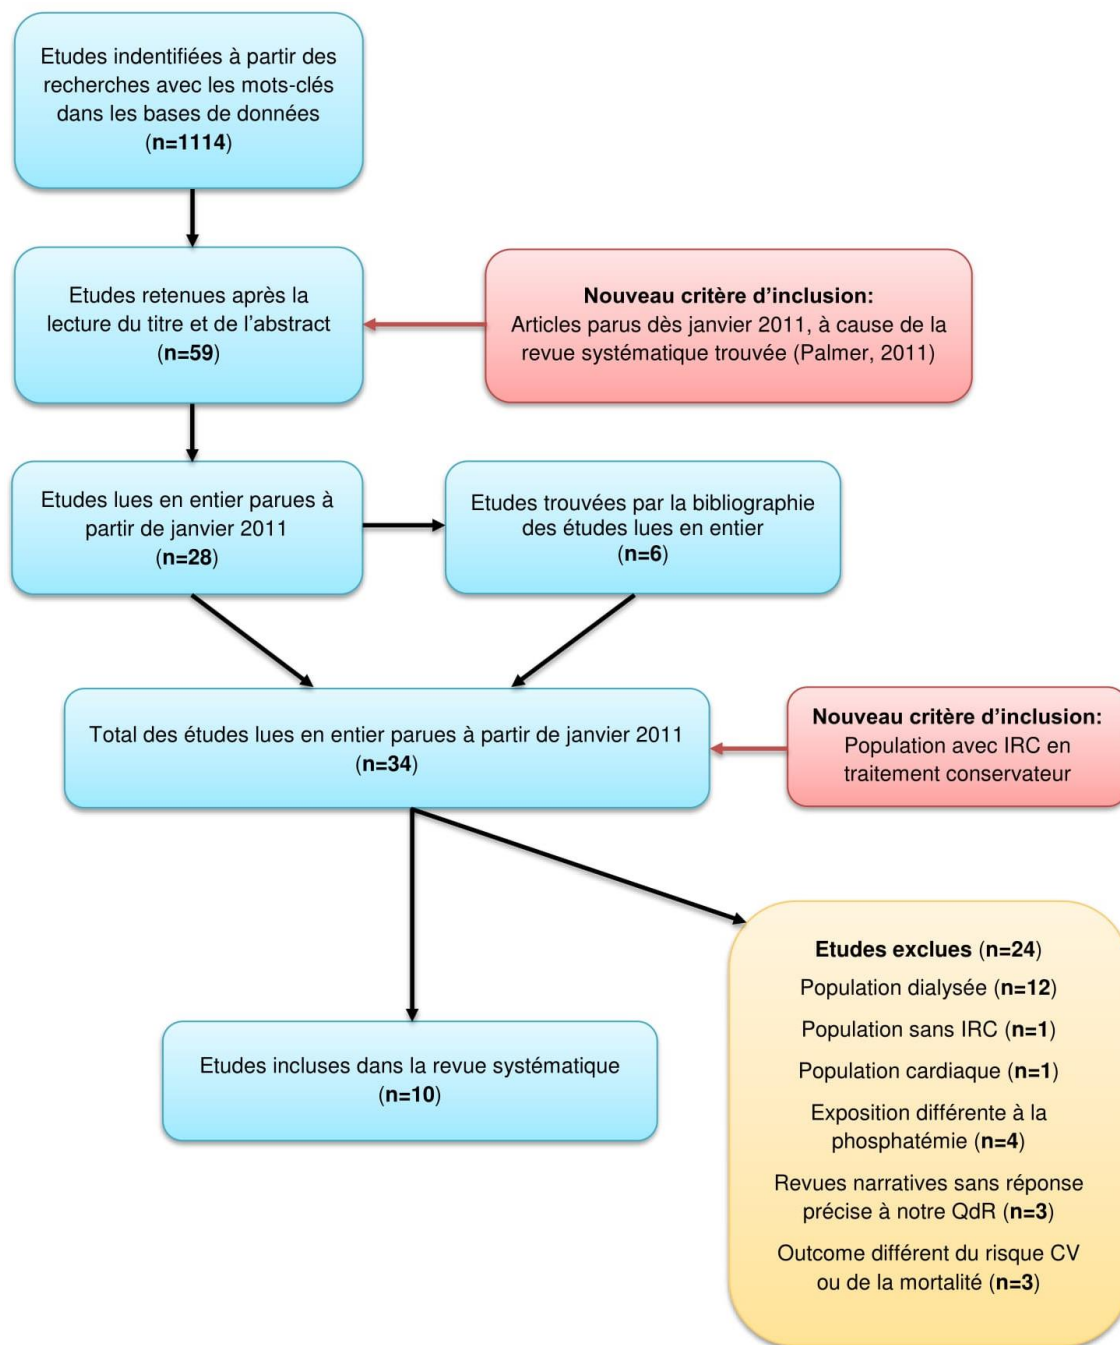 Etudes indentifiées à partir des
recherches avec les mots-clés
dans les bases de données
(n=1114)
Etudes retenues après la
lecture du titre et de l'abstract
(n=59)
Nouveau critère d'inclusion:
Articles parus dès janvier 2011, à cause de la
revue systématique trouvée (Palmer, 2011)
Etudes lues en entier parues à
partir de janvier 2011
(n=28)
Etudes trouvées par la bibliographie
des études lues en entier
(n=6)
Total des études lues en entier parues à partir de janvier 2011
(n=34)
Nouveau critère d'inclusion:
Population avec IRC en
traitement conservateur
Etudes incluses dans la revue systématique
(n=10)
Etudes exclues (n=24)
Population dialysée (n=12)
Population sans IRC (n=1)
Population cardiaque (n=1)
Exposition différente à la
phosphatémie (n=4)
Revues narratives sans réponse
précise à notre QdR (n=3)
Outcome différent du risque CV
ou de la mortalité (n=3)